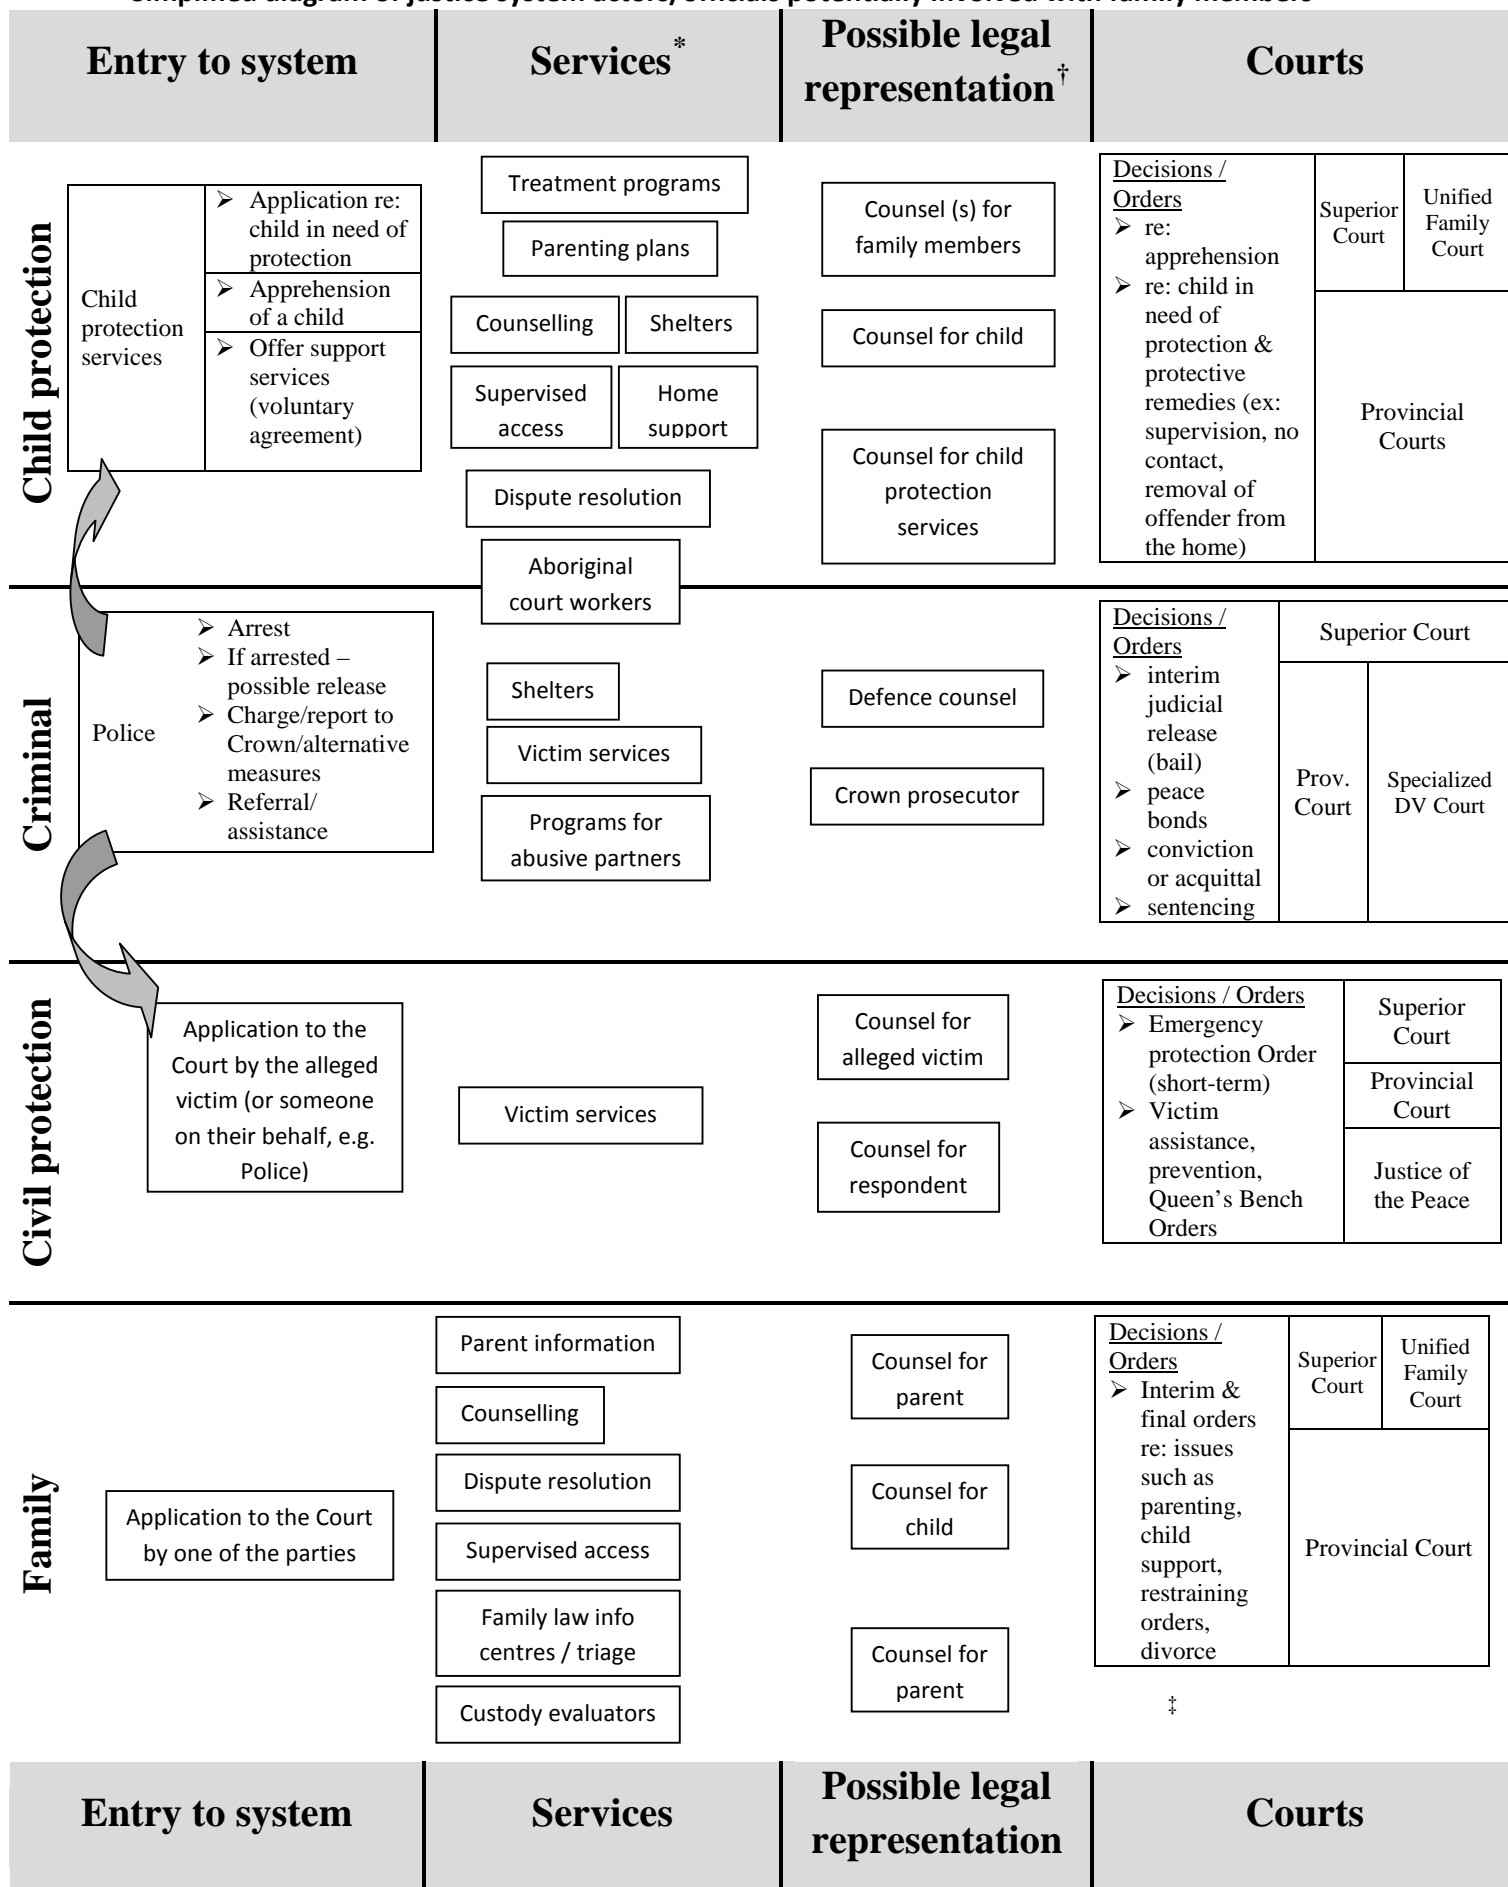 Simplified diagram of justice system actors/officials potentially involved with family members
Entry to system
Services*
Possible legal
representation†
Courts
Child protection
Child
protection
services
➢ Application re:
child in need of
protection
➢ Apprehension
of a child
➢ Offer support
services
(voluntary
agreement)
Treatment programs
Parenting plans
Counselling
Shelters
Supervised
access
Home
support
Dispute resolution
Aboriginal
court workers
Counsel (s) for
family members
Counsel for child
Counsel for child
protection
services
Decisions /
Orders
➢ re:
apprehension
➢ re: child in
need of
protection &
protective
remedies (ex:
supervision, no
contact,
removal of
offender from
the home)
Superior
Court
Unified
Family
Court
Provincial
Courts
Criminal
Police
➢ Arrest
➢ If arrested –
possible release
➢ Charge/report to
Crown/alternative
measures
➢ Referral/
assistance
Shelters
Victim services
Programs for
abusive partners
Defence counsel
Crown prosecutor
Decisions /
Orders
➢ interim
judicial
release
(bail)
➢ peace
bonds
➢ conviction
or acquittal
➢ sentencing
Superior Court
Prov.
Court
Specialized
DV Court
Civil protection
Application to the
Court by the alleged
victim (or someone
on their behalf, e.g.
Police)
Victim services
Counsel for
alleged victim
Counsel for
respondent
Decisions / Orders
➢ Emergency
protection Order
(short-term)
➢ Victim
assistance,
prevention,
Queen's Bench
Orders
Superior
Court
Provincial
Court
Justice of
the Peace
Family
Application to the Court
by one of the parties
Parent information
Counselling
Dispute resolution
Supervised access
Family law info
centres / triage
Custody evaluators
Counsel for
parent
Counsel for
child
Counsel for
parent
Decisions /
Orders
➢ Interim &
final orders
re: issues
such as
parenting,
child
support,
restraining
orders,
divorce
Superior
Court
Unified
Family
Court
Provincial Court
‡
Entry to system
Services
Possible legal
representation
Courts